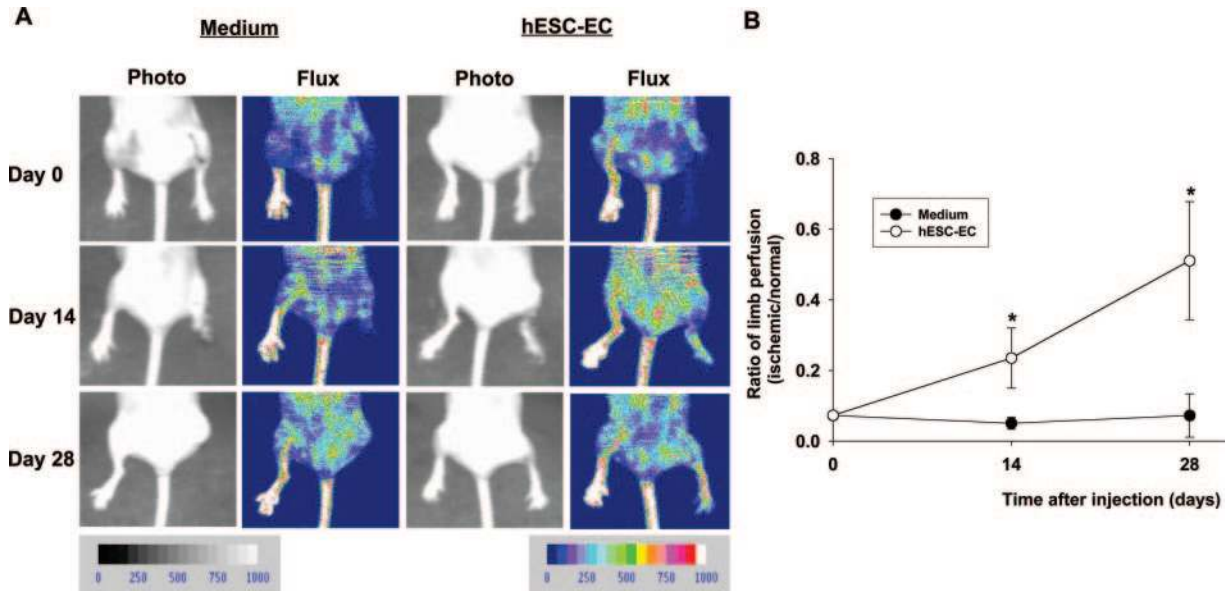 A
Medium
hESC-EC
Photo
Flux
Photo
Flux
Day 0
Day 14
Day 28
0 250 500 750 1000
0 250 500 750 1000
B
Ratio of limb perfusion
(ischemic/normal)
0.8
0.6
0.4
0.2
0.0
Medium
hESC-EC
*
*
0 14 28
Time after injection (days)